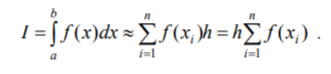 I = ∫_a^b f(x)dx ≈ ∑_{i=1}^n f(x_i)h = h∑_{i=1}^n f(x_i) .